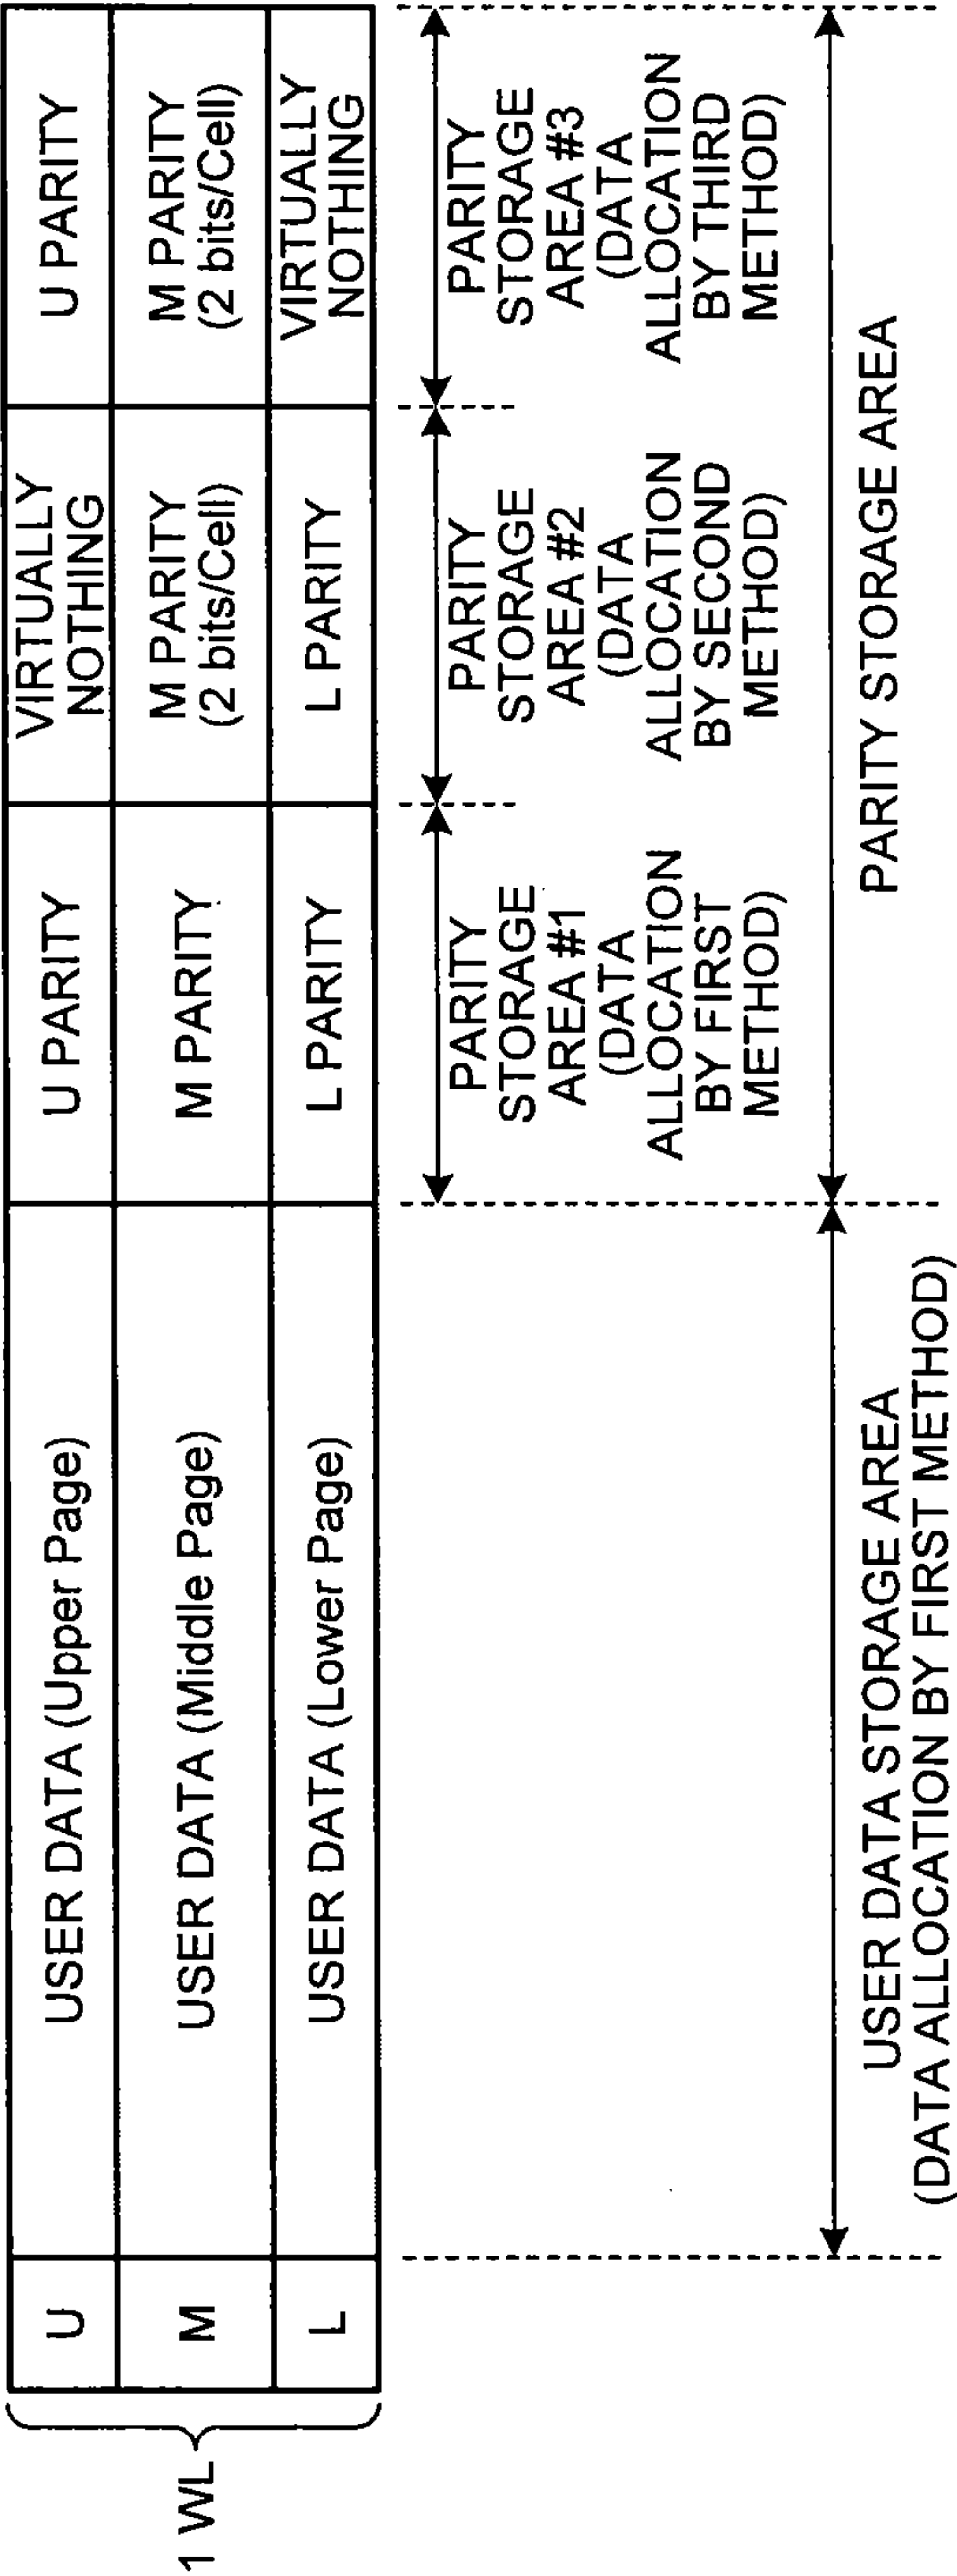 1 WL
U
USER DATA (Upper Page)
U PARITY
VIRTUALLY
NOTHING
U PARITY
M
USER DATA (Middle Page)
M PARITY
M PARITY
(2 bits/Cell)
M PARITY
(2 bits/Cell)
L
USER DATA (Lower Page)
L PARITY
L PARITY
VIRTUALLY
NOTHING
PARITY
STORAGE
AREA #1
(DATA
ALLOCATION
BY FIRST
METHOD)
PARITY
STORAGE
AREA #2
(DATA
ALLOCATION
BY SECOND
METHOD)
PARITY
STORAGE
AREA #3
(DATA
ALLOCATION
BY THIRD
METHOD)
USER DATA STORAGE AREA
(DATA ALLOCATION BY FIRST METHOD)
PARITY STORAGE AREA